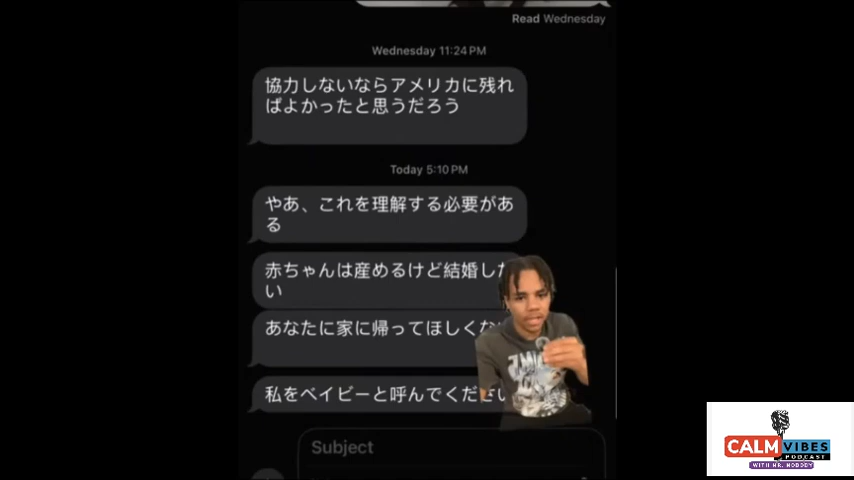 Read Wednesday
Wednesday 11:24 PM
協力しないならアメリカに残れ
ばよかったと思うだろう
Today 5:10 PM
やあ、これを理解する必要があ
る
赤ちゃんは産めるけど結婚した
い
あなたに家に帰ってほしくな
私をベイビーと呼んでください
Subject
CALM VIBES
PODCAST
WITH MR. NOBODY